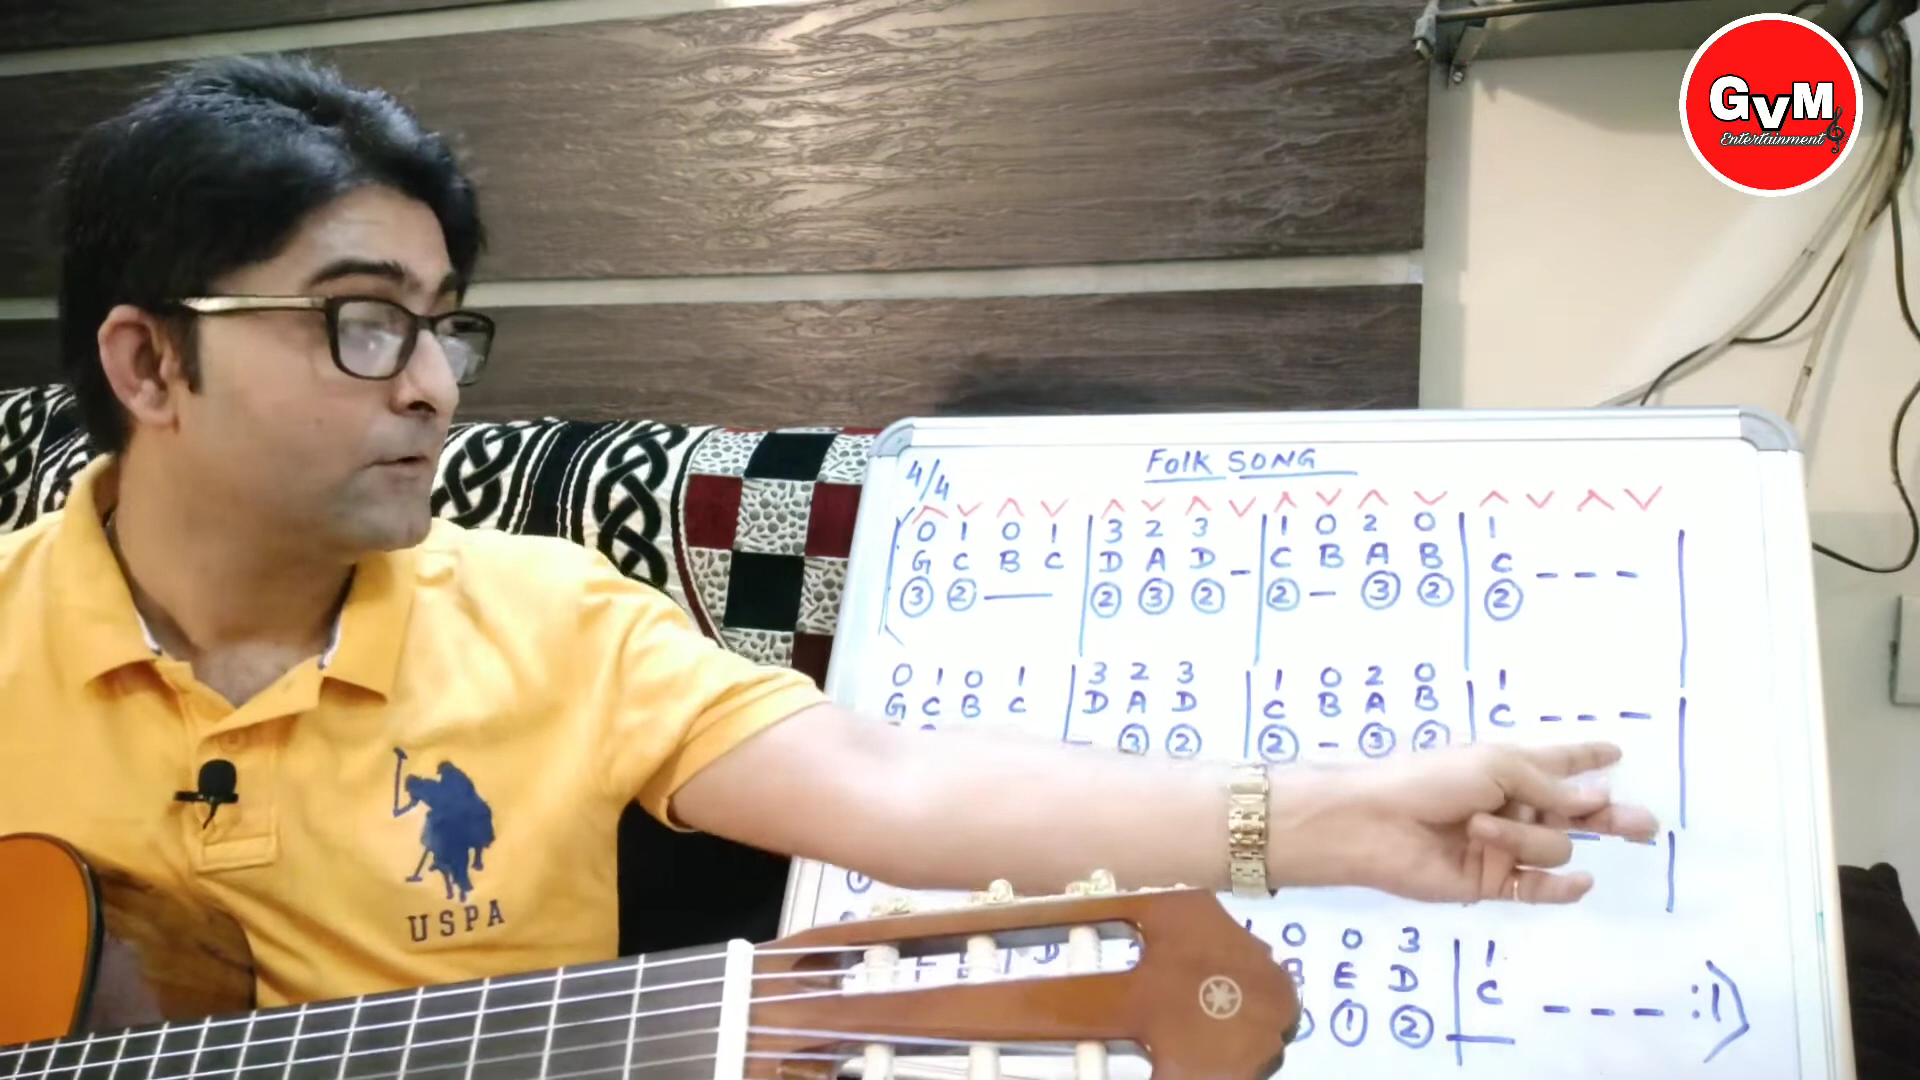 GVM
Entertainment
Folk SONG
4/4
0 1 0 1 | 3 2 3 | 1 0 2 0 | 1
G C B C | D A D - | C B A B | C - - - |
③ ② — | ② ③ ② | ② - ③ ② | ②
0 1 0 1 | 3 2 3 | 1 0 2 0 | 1
G C B C | D A D | C B A B | C - - - |
- ③ ② | ② - ③ ②
0 0 3 | 1
B E D | C - - - :|)
① ②
USPA